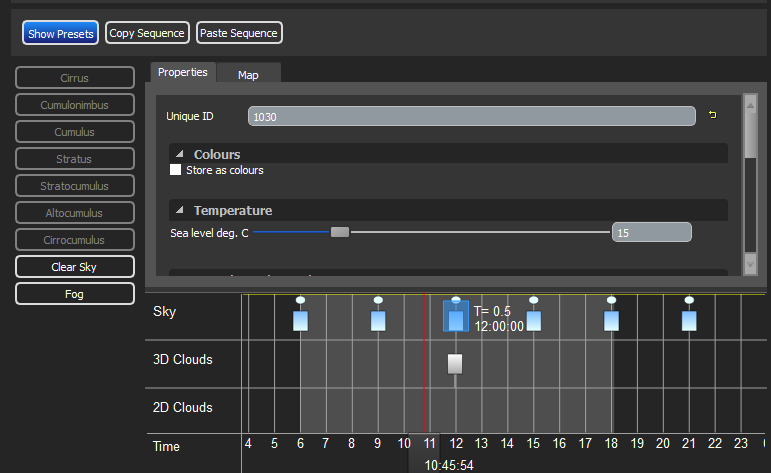 Show Presets Copy Sequence Paste Sequence
Cirrus
Cumulonimbus
Cumulus
Stratus
Stratocumulus
Altocumulus
Cirrocumulus
Clear Sky
Fog
Properties Map
Unique ID 1030
Colours
Store as colours
Temperature
Sea level deg. C 15
Sky T= 0.5
12:00:00
3D Clouds
2D Clouds
Time 4 5 6 7 8 9 10 11 12 13 14 15 16 17 18 19 20 21 22 23
10:45:54